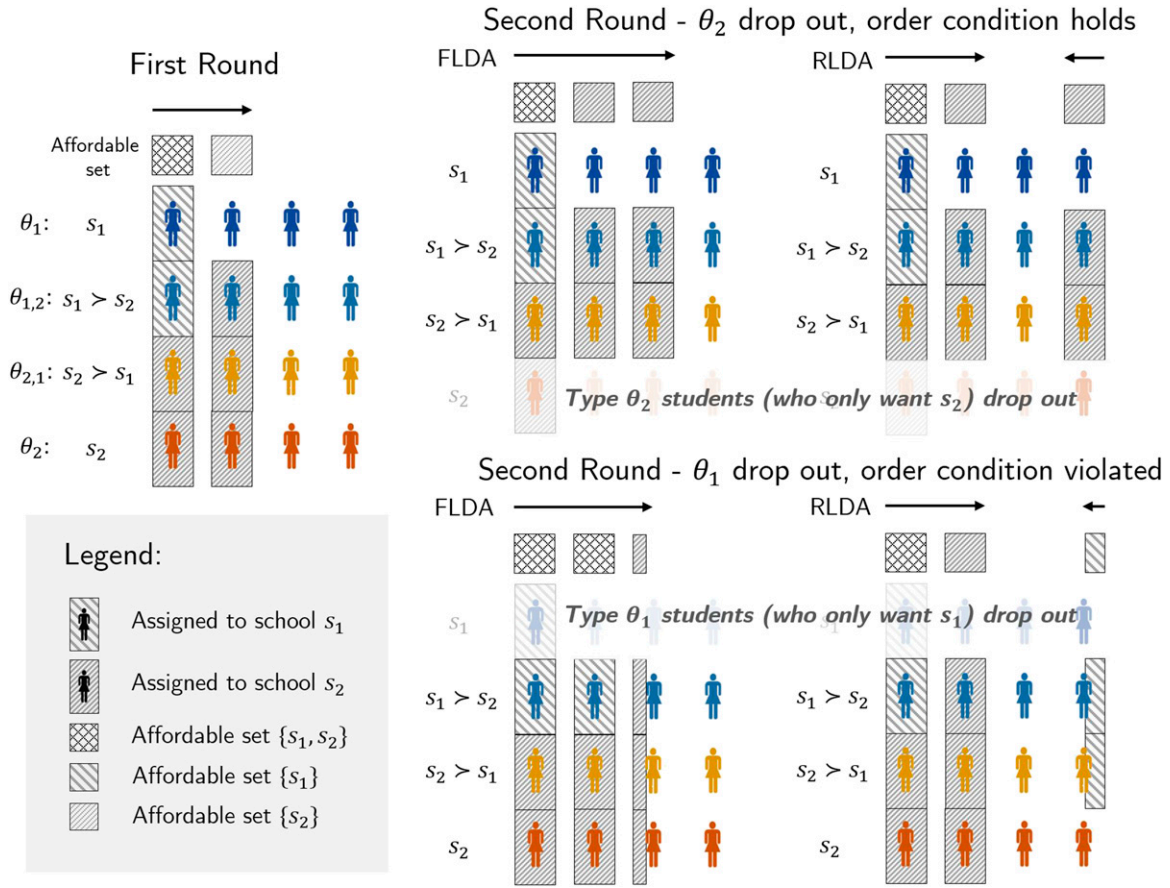 First Round
Affordable
set
θ₁: s₁
θ₁,₂: s₁ ≻ s₂
θ₂,₁: s₂ ≻ s₁
θ₂: s₂
Legend:
Assigned to school s₁
Assigned to school s₂
Affordable set {s₁, s₂}
Affordable set {s₁}
Affordable set {s₂}
Second Round - θ₂ drop out, order condition holds
FLDA
s₁
s₁ ≻ s₂
s₂ ≻ s₁
s₂
RLDA
s₁
s₁ ≻ s₂
s₂ ≻ s₁
s₂
Type θ₂ students (who only want s₂) drop out
Second Round - θ₁ drop out, order condition violated
FLDA
s₁
s₁ ≻ s₂
s₂ ≻ s₁
s₂
RLDA
s₁
s₁ ≻ s₂
s₂ ≻ s₁
s₂
Type θ₁ students (who only want s₁) drop out